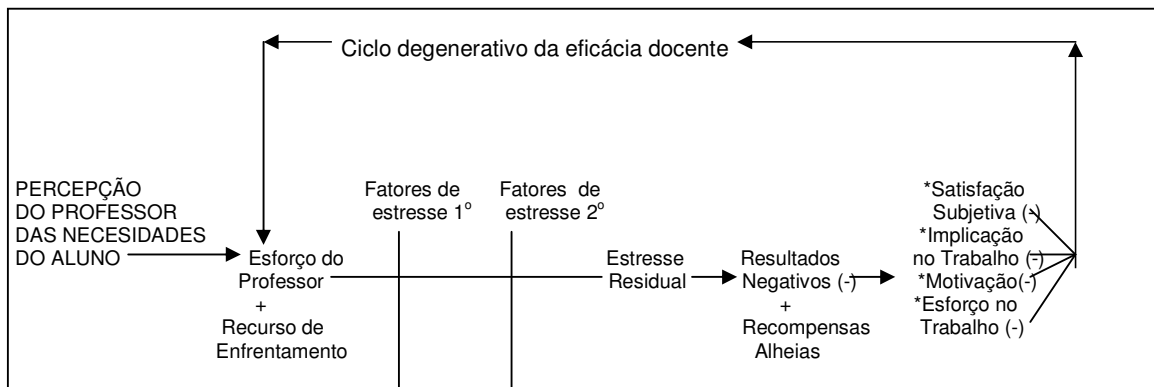 Ciclo degenerativo da eficácia docente
PERCEPÇÃO
DO PROFESSOR
DAS NECESIDADES
DO ALUNO
Esforço do
Professor
+
Recurso de
Enfrentamento
Fatores de
estresse 1º
Fatores de
estresse 2º
Estresse
Residual
Resultados
Negativos (-)
+
Recompensas
Alheias
*Satisfação
Subjetiva (-)
*Implicação
no Trabalho (-)
*Motivação(-)
*Esforço no
Trabalho (-)